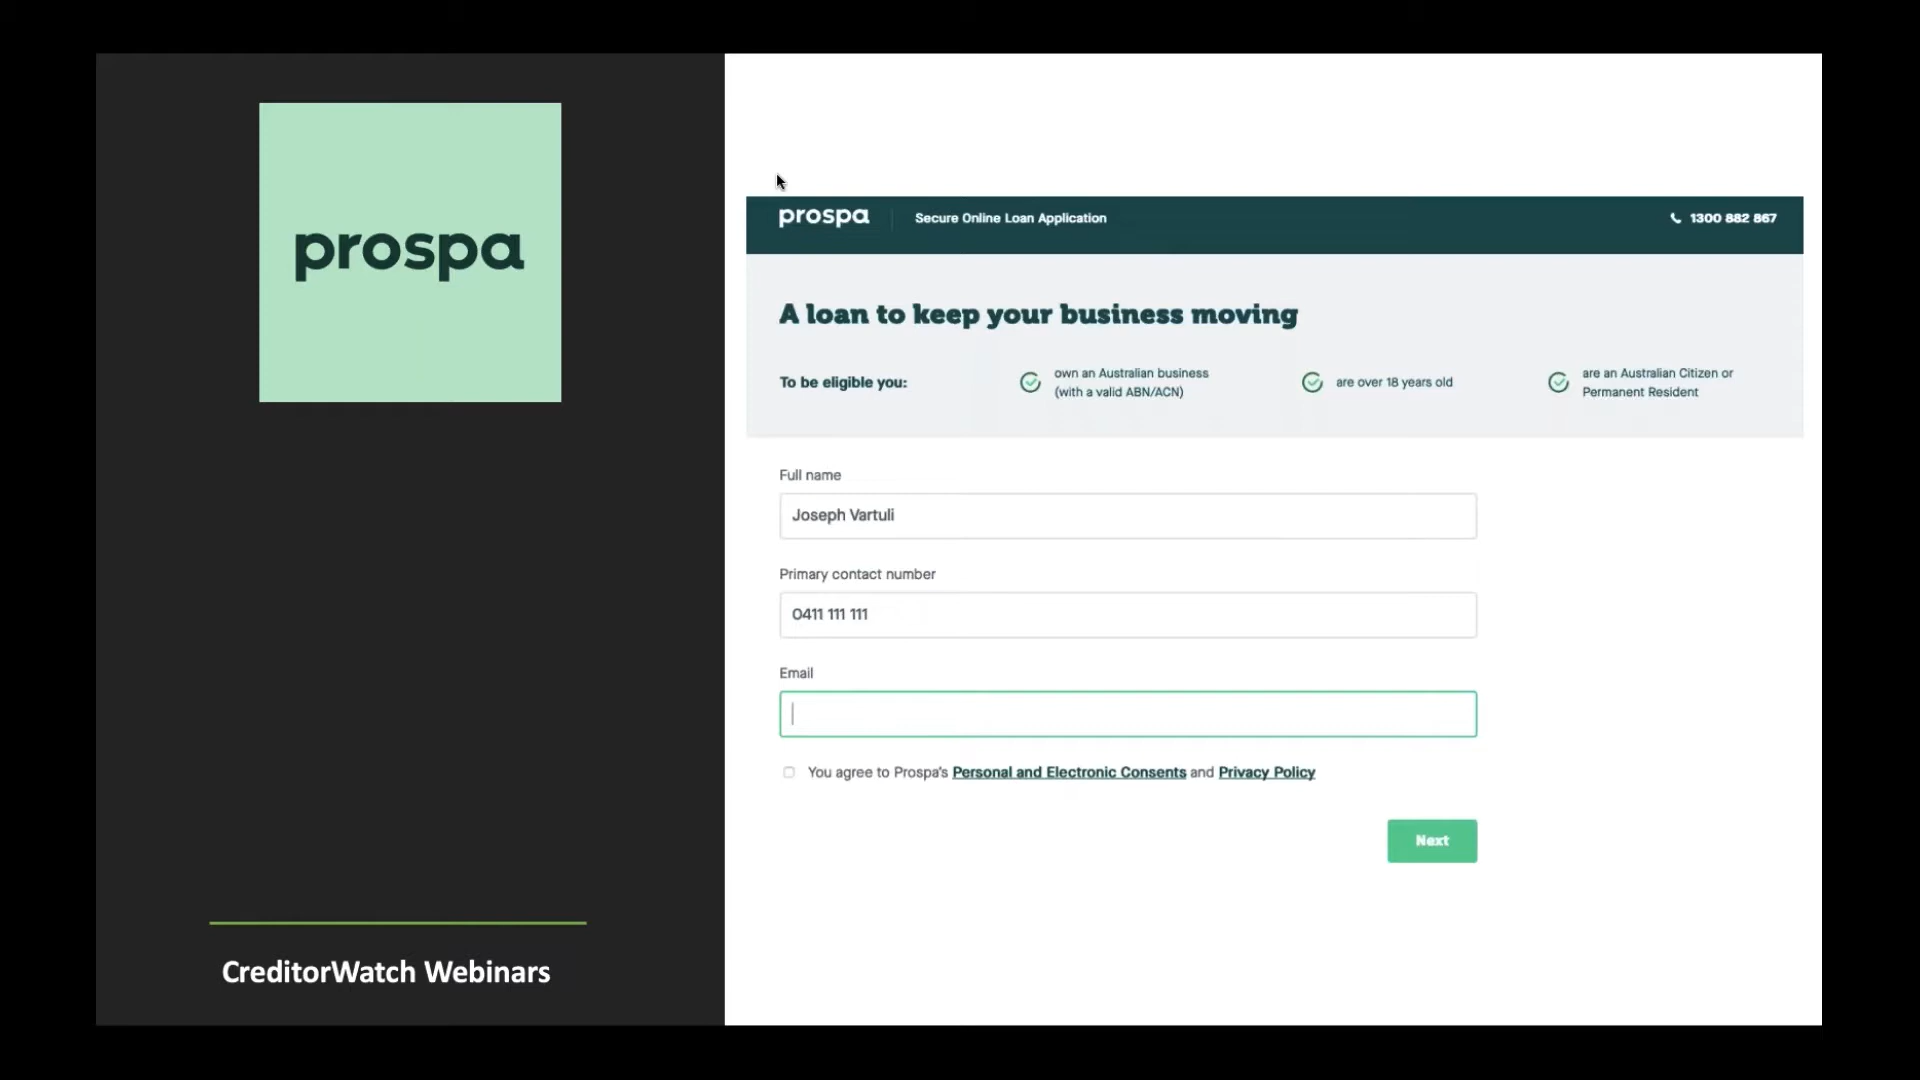 prospa
CreditorWatch Webinars
prospa
Secure Online Loan Application
1300 882 867
A loan to keep your business moving
To be eligible you:
own an Australian business
(with a valid ABN/ACN)
are over 18 years old
are an Australian Citizen or
Permanent Resident
Full name
Joseph Vartuli
Primary contact number
0411 111 111
Email
You agree to Prospa's Personal and Electronic Consents and Privacy Policy
Next